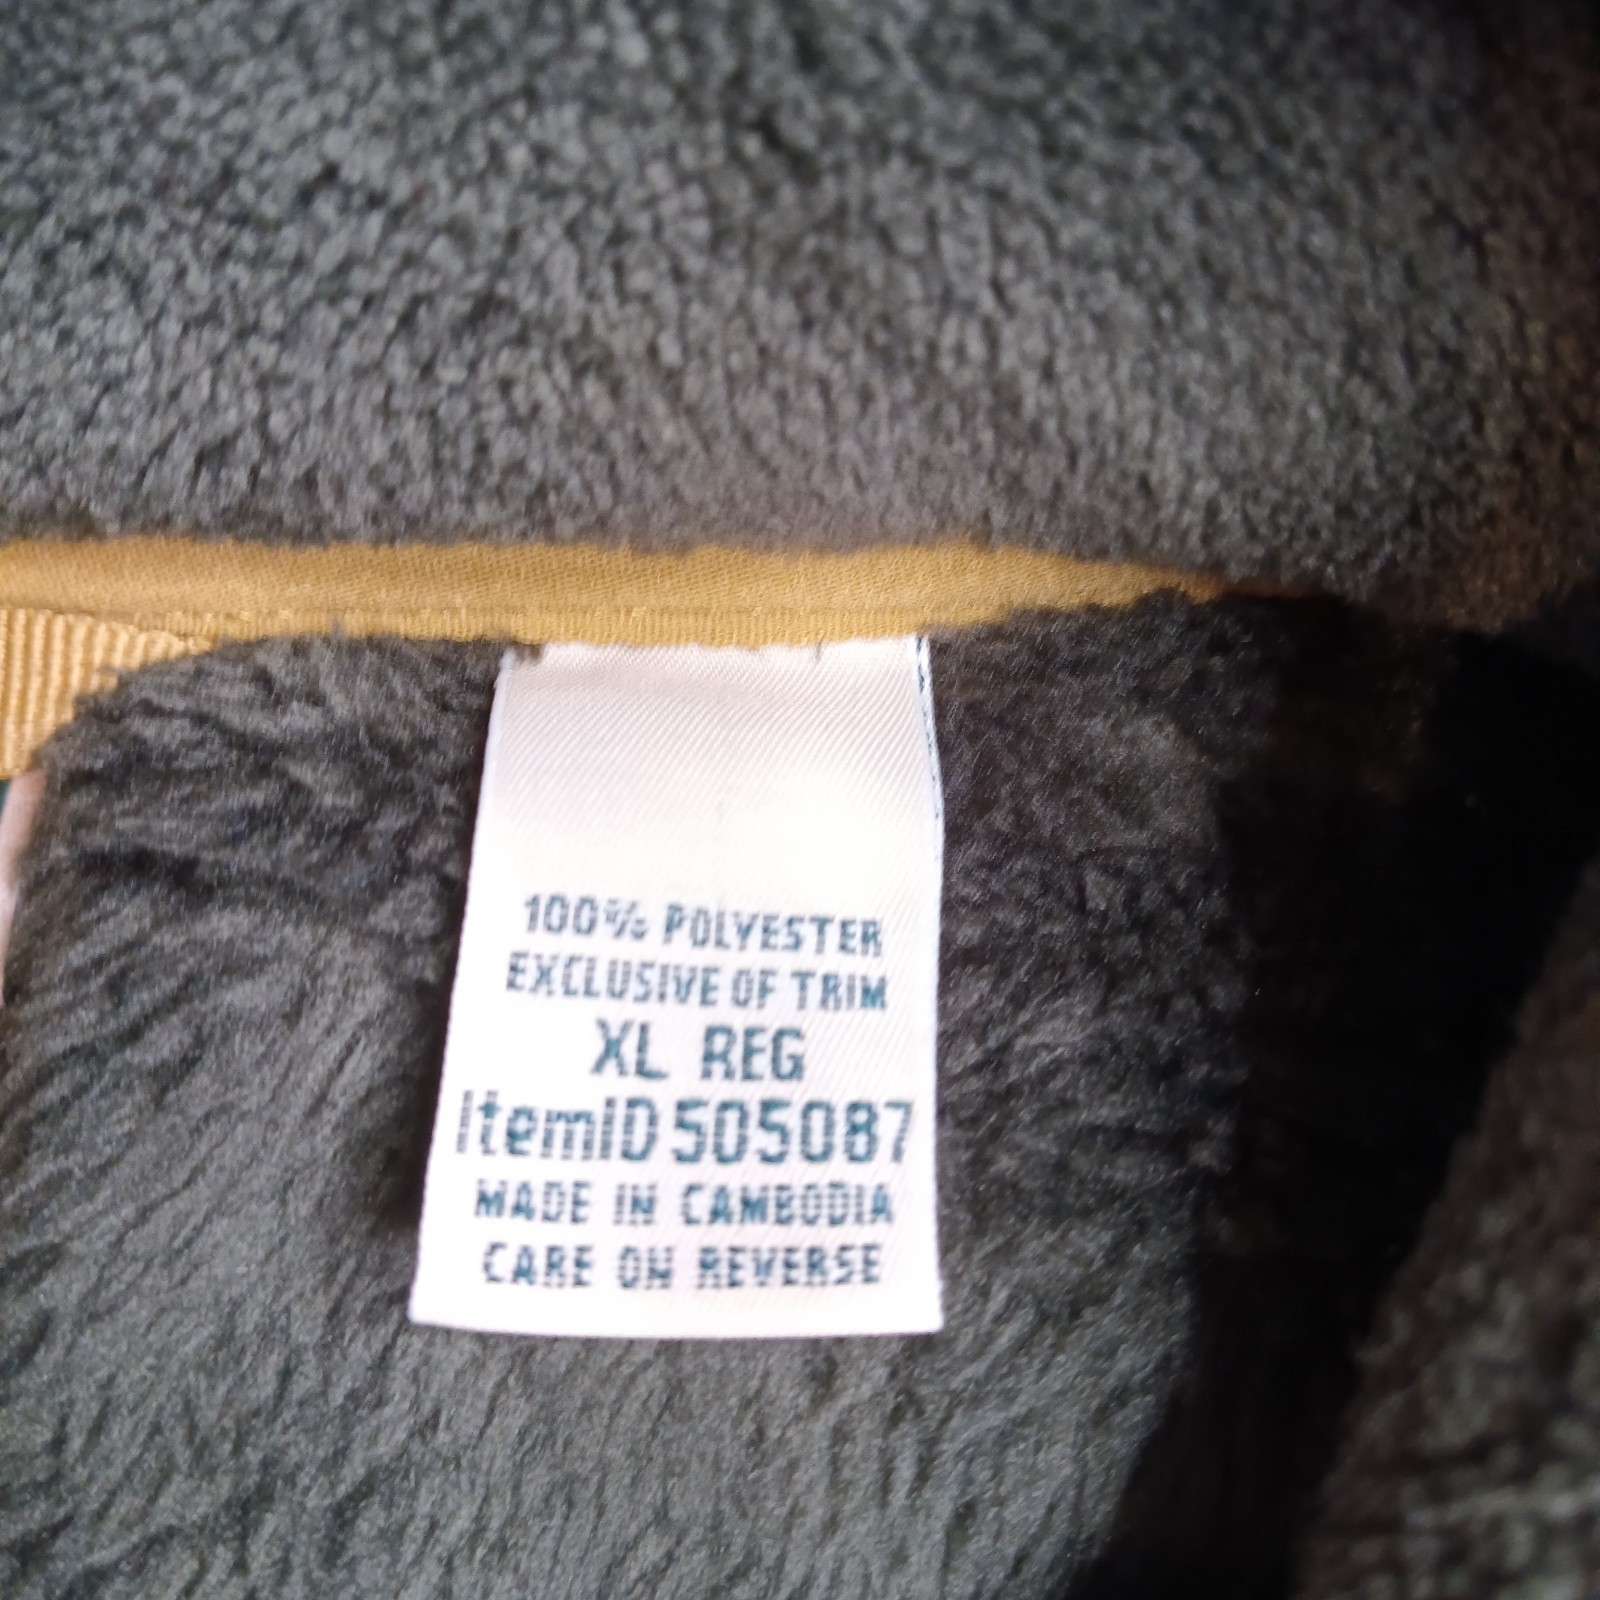 100% POLYESTER
EXCLUSIVE OF TRIM
XL REG
ItemID 505087
MADE IN CAMBODIA
CARE ON REVERSE